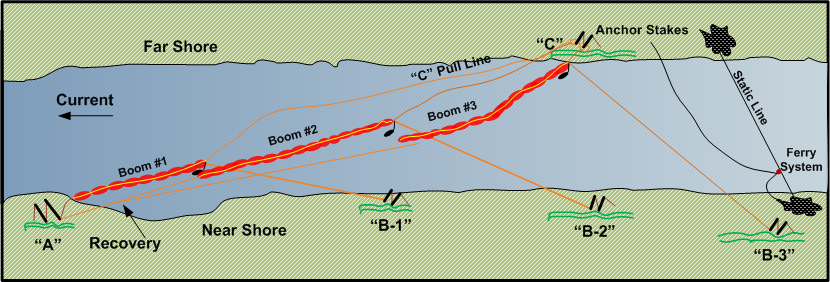 Far Shore
"C"
Anchor Stakes
"C" Pull Line
Static Line
Current
Boom #3
Boom #2
Boom #1
Ferry
System
"A"
Recovery
Near Shore
"B-1"
"B-2"
"B-3"